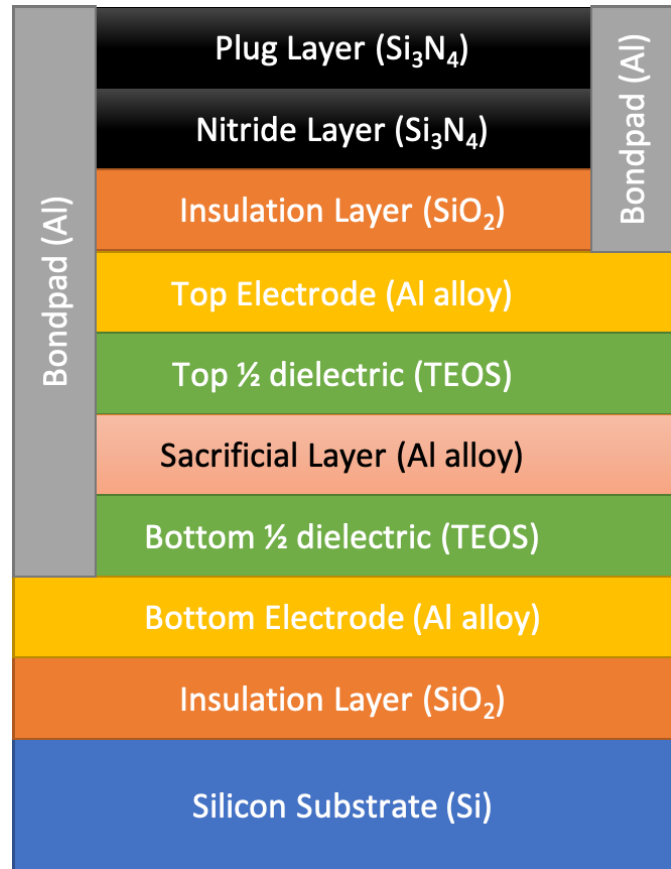 Plug Layer (Si₃N₄)
Bondpad (Al)
Nitride Layer (Si₃N₄)
Insulation Layer (SiO₂)
Bondpad (Al)
Top Electrode (Al alloy)
Top ½ dielectric (TEOS)
Sacrificial Layer (Al alloy)
Bottom ½ dielectric (TEOS)
Bottom Electrode (Al alloy)
Insulation Layer (SiO₂)
Silicon Substrate (Si)